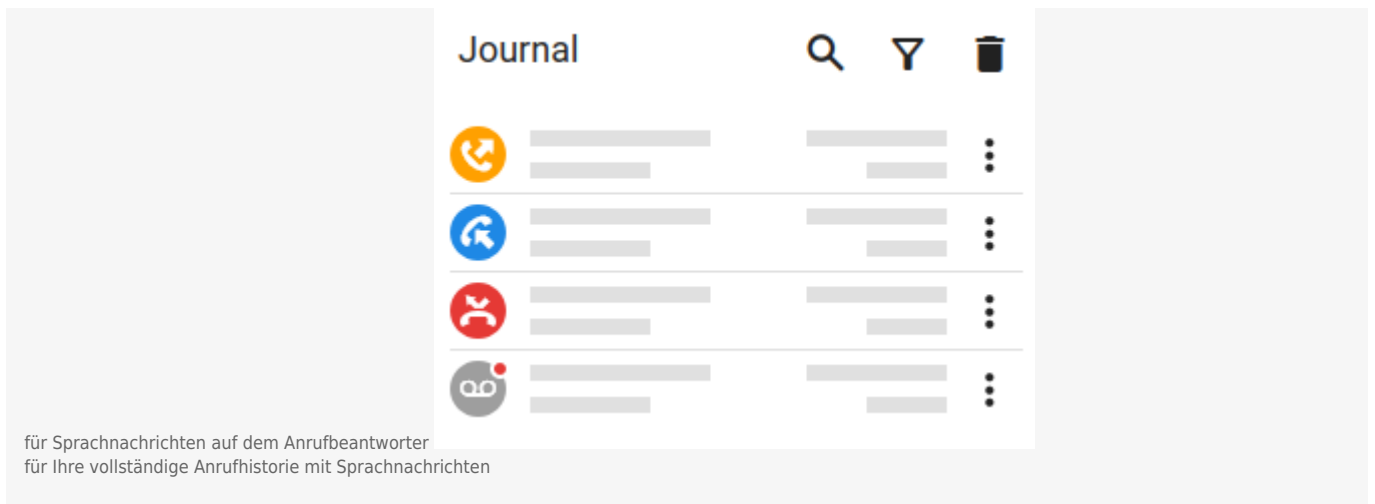 Journal
für Sprachnachrichten auf dem Anrufbeantworter
für Ihre vollständige Anrufhistorie mit Sprachnachrichten